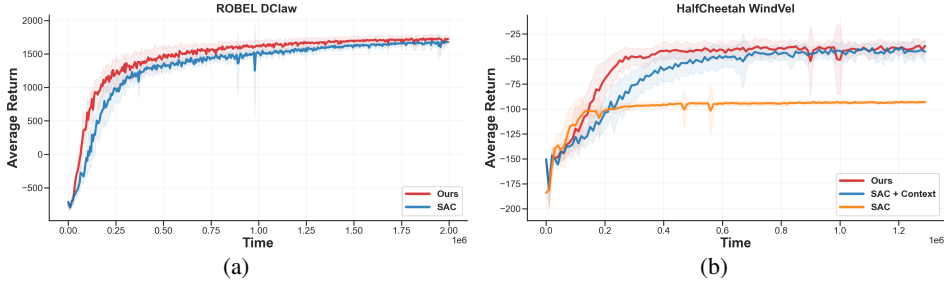 ROBEL DClaw
2000
1500
1000
500
0
−500
Average Return
0.00
0.25
0.50
0.75
1.00
1.25
1.50
1.75
2.00
1e6
Time
Ours
SAC
(a)
HalfCheetah WindVel
−25
−50
−75
−100
−125
−150
−175
−200
Average Return
0.0
0.2
0.4
0.6
0.8
1.0
1.2
1e6
Time
Ours
SAC + Context
SAC
(b)